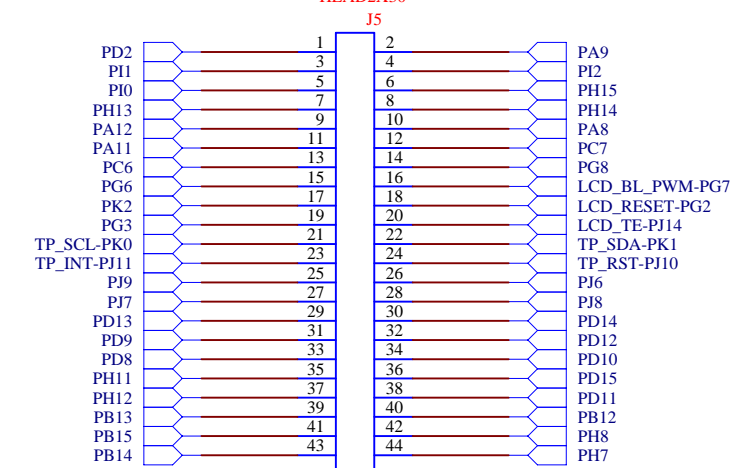 J5
PD2 1 2 PA9
PI1 3 4 PI2
PI0 5 6 PH15
PH13 7 8 PH14
PA12 9 10 PA8
PA11 11 12 PC7
PC6 13 14 PG8
PG6 15 16 LCD_BL_PWM-PG7
PK2 17 18 LCD_RESET-PG2
PG3 19 20 LCD_TE-PJ14
TP_SCL-PK0 21 22 TP_SDA-PK1
TP_INT-PJ11 23 24 TP_RST-PJ10
PJ9 25 26 PJ6
PJ7 27 28 PJ8
PD13 29 30 PD14
PD9 31 32 PD12
PD8 33 34 PD10
PH11 35 36 PD15
PH12 37 38 PD11
PB13 39 40 PB12
PB15 41 42 PH8
PB14 43 44 PH7